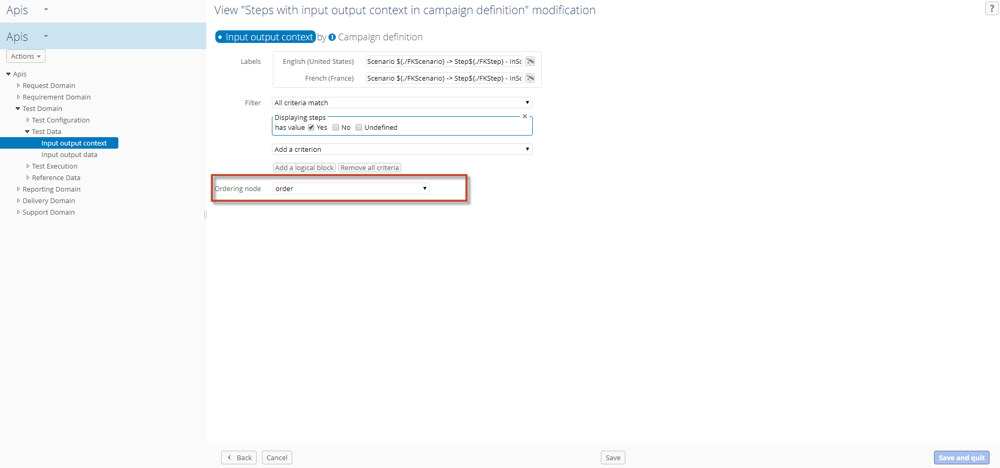 Apis
View "Steps with input output context in campaign definition" modification
?
Apis
Actions
Apis
Request Domain
Requirement Domain
Test Domain
Test Configuration
Test Data
Input output context
Input output data
Test Execution
Reference Data
Reporting Domain
Delivery Domain
Support Domain
Input output context by I Campaign definition
Labels
English (United States) Scenario ${./FKScenario} -> Step${./FKStep} - InSc
French (France) Scenario ${./FKScenario} -> Step${./FKStep} - InSc
Filter All criteria match
Displaying steps
has value Yes No Undefined
Add a criterion
Add a logical block Remove all criteria
Ordering node order
Back Cancel Save Save and quit